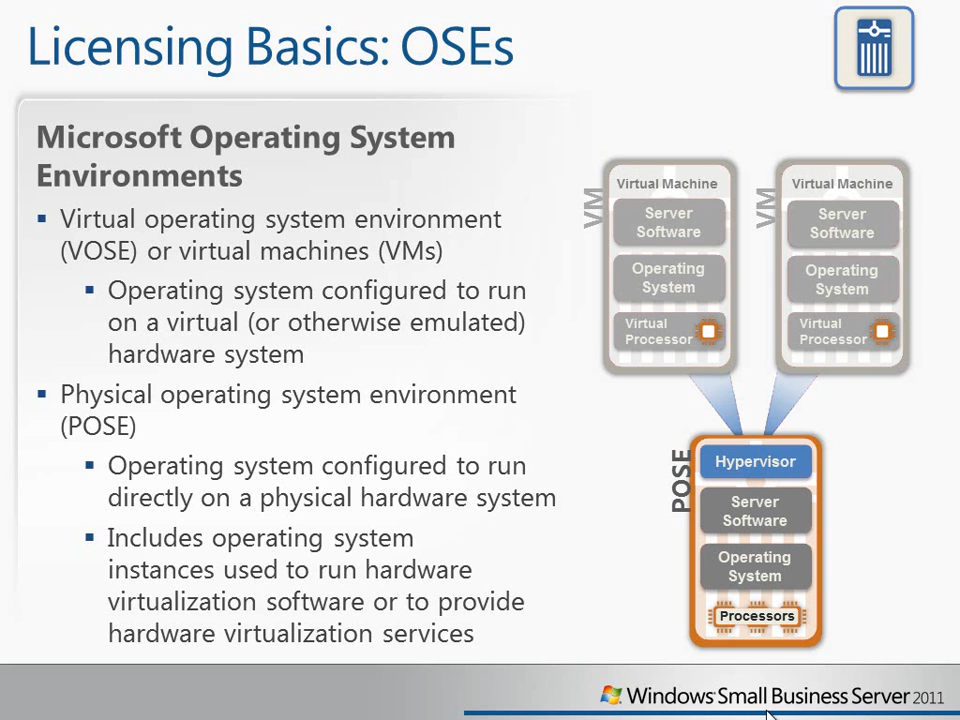 Licensing Basics: OSEs
Microsoft Operating System
Environments
Virtual operating system environment
(VOSE) or virtual machines (VMs)
Operating system configured to run
on a virtual (or otherwise emulated)
hardware system
Physical operating system environment
(POSE)
Operating system configured to run
directly on a physical hardware system
Includes operating system
instances used to run hardware
virtualization software or to provide
hardware virtualization services
VM
Virtual Machine
Server
Software
Operating
System
Virtual
Processor
VM
Virtual Machine
Server
Software
Operating
System
Virtual
Processor
POSE
Hypervisor
Server
Software
Operating
System
Processors
Windows Small Business Server 2011